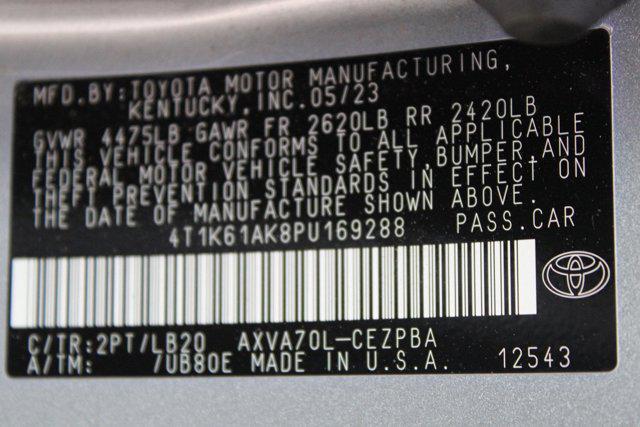 MFD.BY:TOYOTA MOTOR MANUFACTURING,
KENTUCKY,INC.05/23
GVWR 4475LB GAWR FR 2620LB RR 2420LB
THIS VEHICLE CONFORMS TO ALL APPLICABLE
FEDERAL MOTOR VEHICLE SAFETY,BUMPER,AND
THEFT PREVENTION STANDARDS IN EFFECT ON
THE DATE OF MANUFACTURE SHOWN ABOVE.
4T1K61AK8PU169288 PASS.CAR
C/TR:2PT/LB20 AXVA70L-CEZPBA
A/TM: /UB80E MADE IN U.S.A. 12543